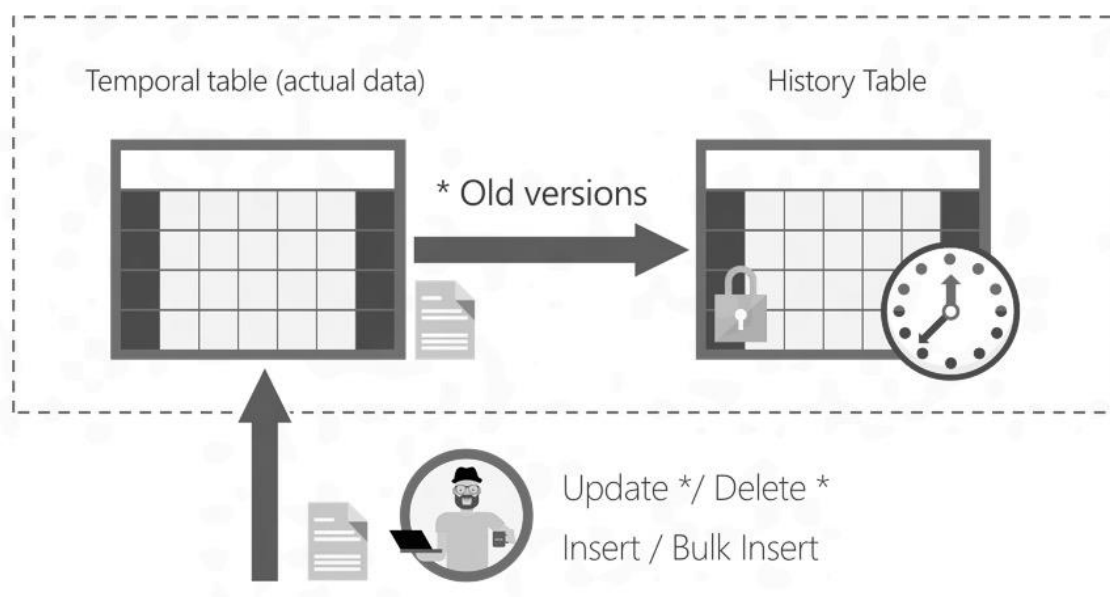 Temporal table (actual data)
History Table
* Old versions
Update */ Delete *
Insert / Bulk Insert